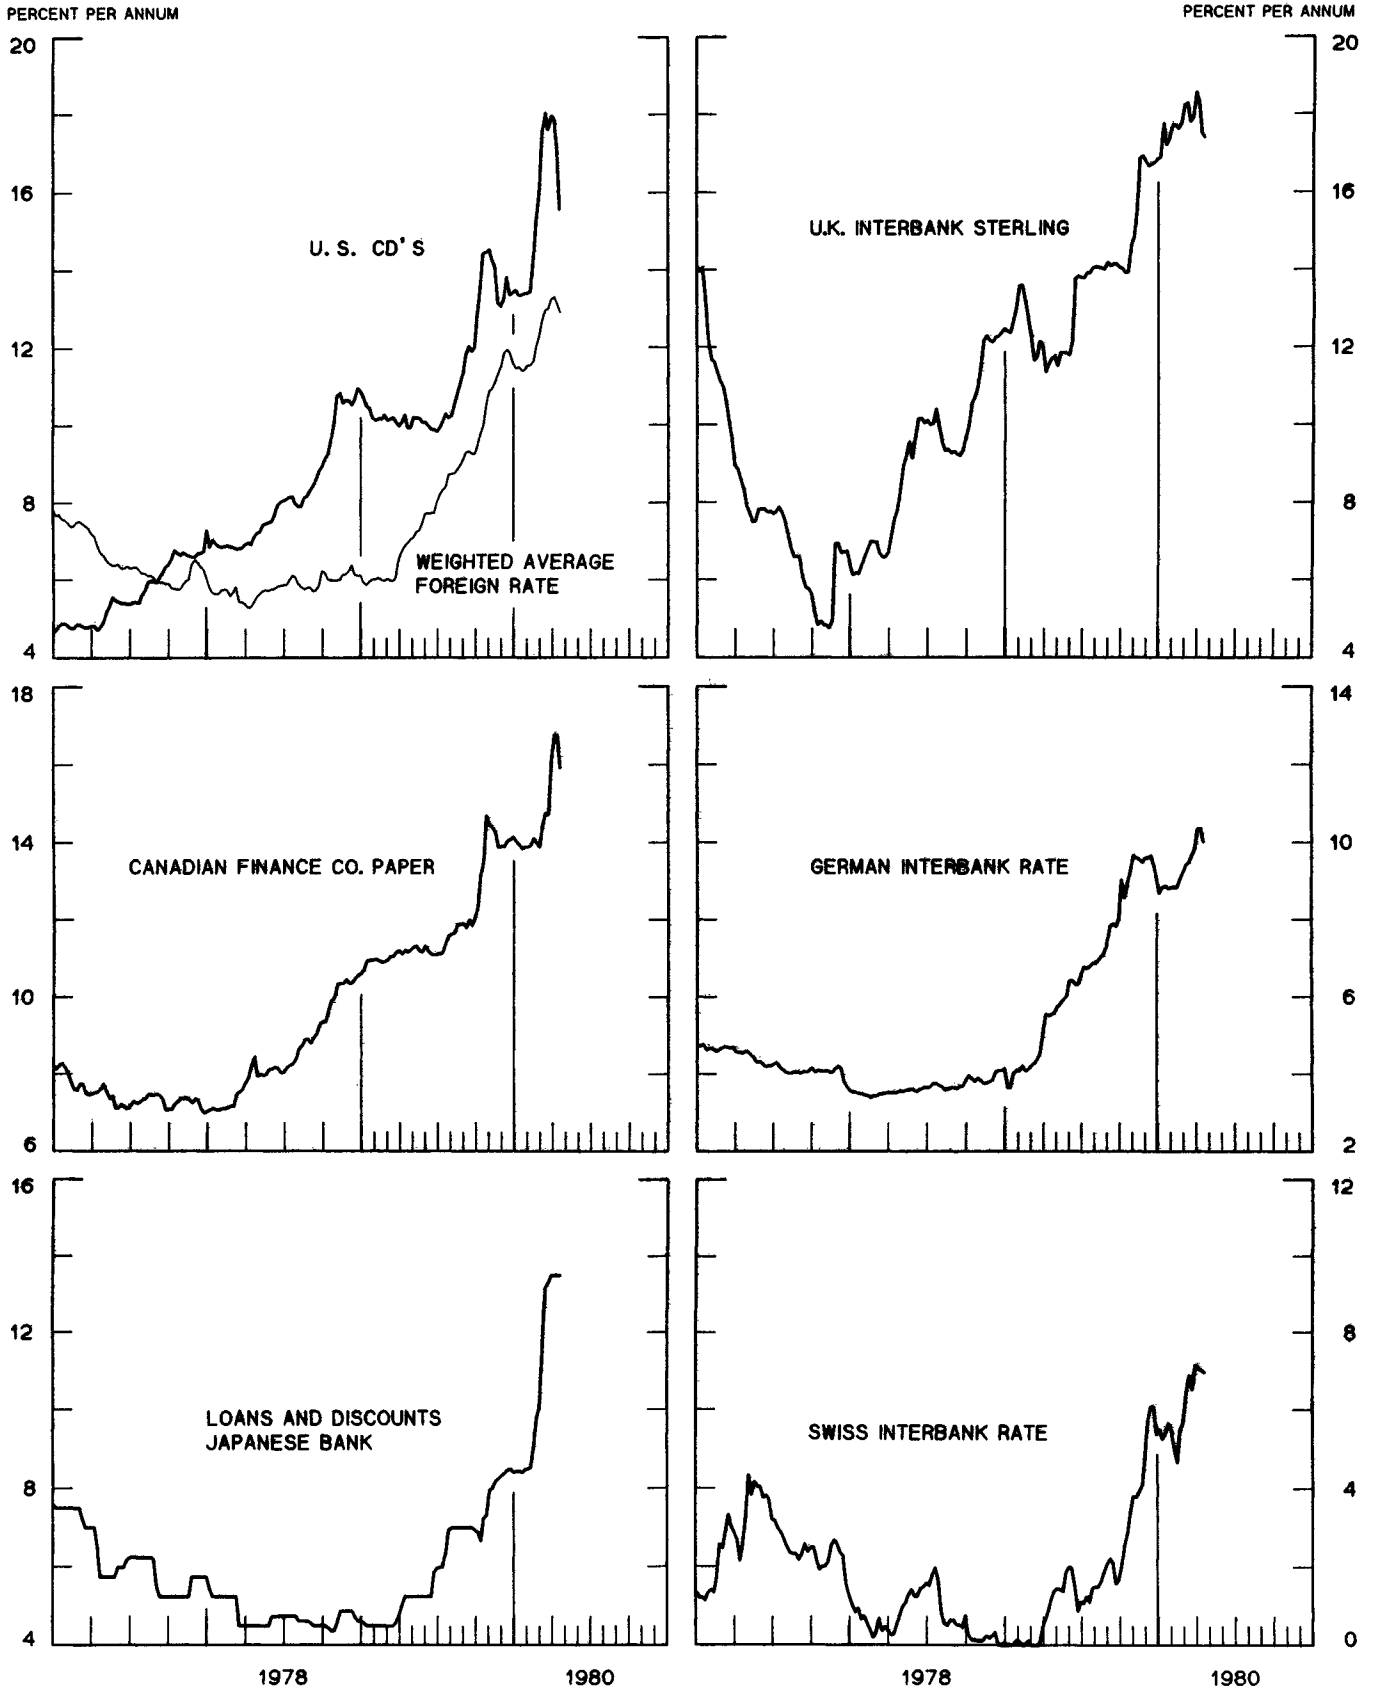 PERCENT PER ANNUM
PERCENT PER ANNUM
20
16
12
8
4
U. S. CD'S
WEIGHTED AVERAGE
FOREIGN RATE
20
16
12
8
4
U.K. INTERBANK STERLING
18
14
10
6
CANADIAN FINANCE CO. PAPER
14
10
6
2
GERMAN INTERBANK RATE
16
12
8
4
LOANS AND DISCOUNTS
JAPANESE BANK
12
8
4
0
SWISS INTERBANK RATE
1978
1980
1978
1980